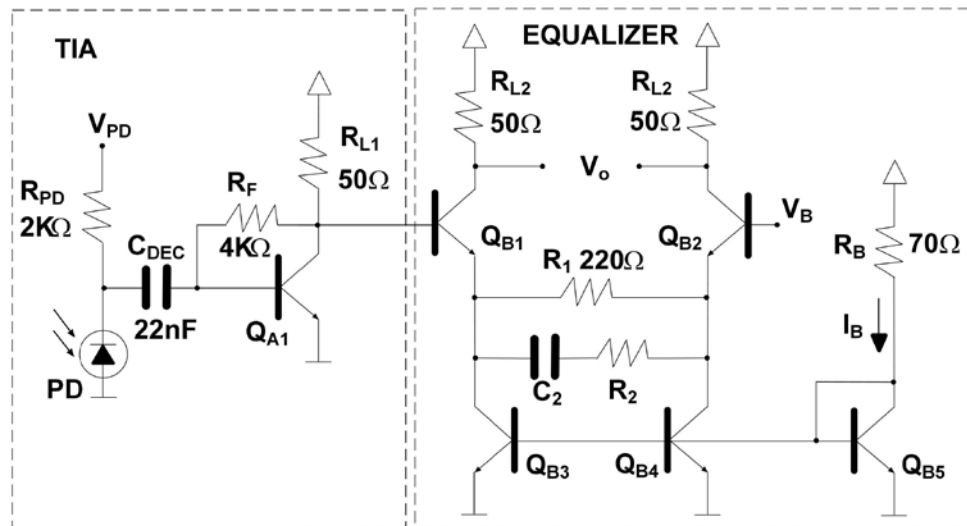 TIA
V_PD
R_PD
2KΩ
C_DEC
22nF
PD
R_F
4KΩ
R_L1
50Ω
Q_A1
EQUALIZER
R_L2
50Ω
R_L2
50Ω
V_o
Q_B1
Q_B2
V_B
R_1 220Ω
C_2
R_2
Q_B3
Q_B4
R_B
70Ω
I_B
Q_B5